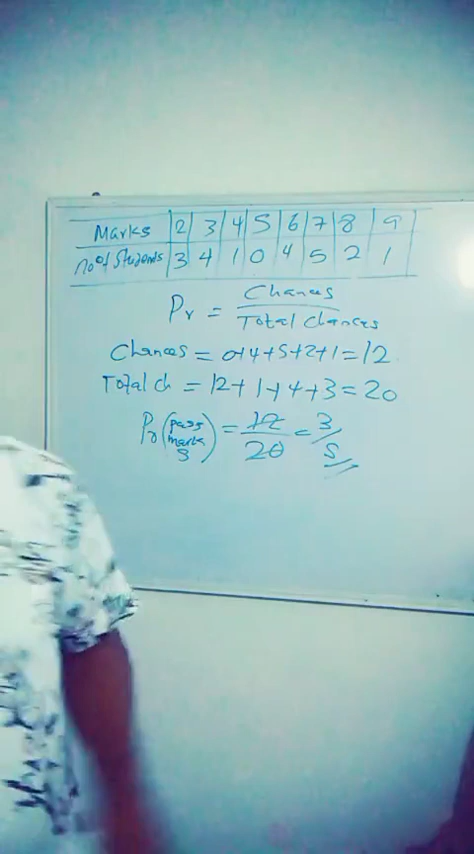 Marks | 2 | 3 | 4 | 5 | 6 | 7 | 8 | 9
no of Students | 3 | 4 | 1 | 0 | 4 | 5 | 2 | 1
Pr = Chances / Total chances
Chances = 0+4+5+2+1 = 12
Total ch = 12+1+4+3 = 20
Pr (pass mark 5) = 12/20 = 3/5